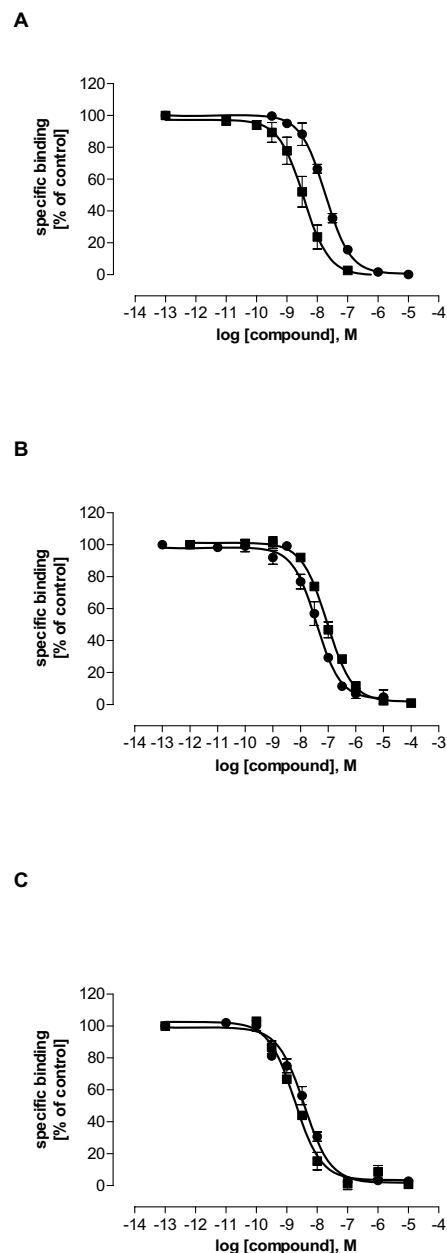 A
120
100
80
60
40
20
0
specific binding
[% of control]
-14 -13 -12 -11 -10 -9 -8 -7 -6 -5 -4
log [compound], M
B
120
100
80
60
40
20
0
specific binding
[% of control]
-14 -13 -12 -11 -10 -9 -8 -7 -6 -5 -4 -3
log [compound], M
C
120
100
80
60
40
20
0
specific binding
[% of control]
-14 -13 -12 -11 -10 -9 -8 -7 -6 -5 -4
log [compound], M